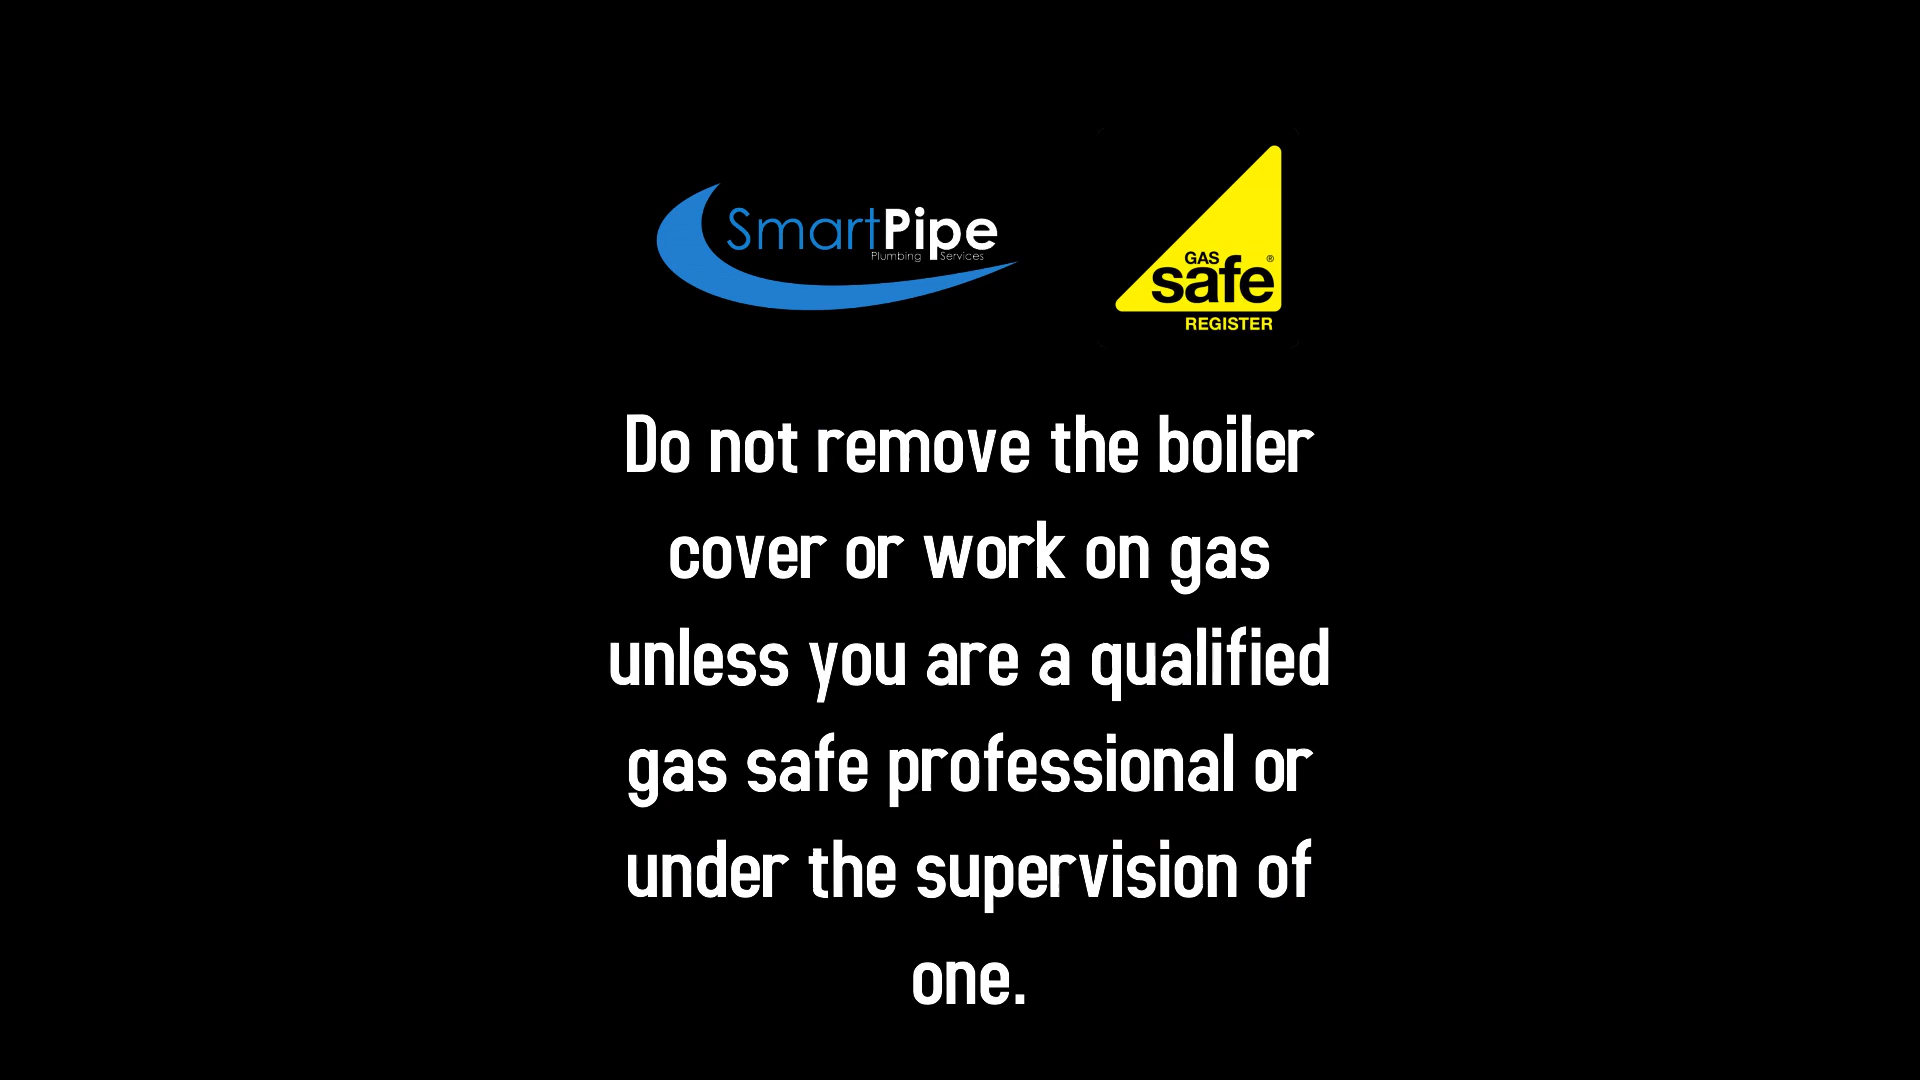 SmartPipe
Plumbing Services
GAS
safe®
REGISTER
Do not remove the boiler
cover or work on gas
unless you are a qualified
gas safe professional or
under the supervision of
one.